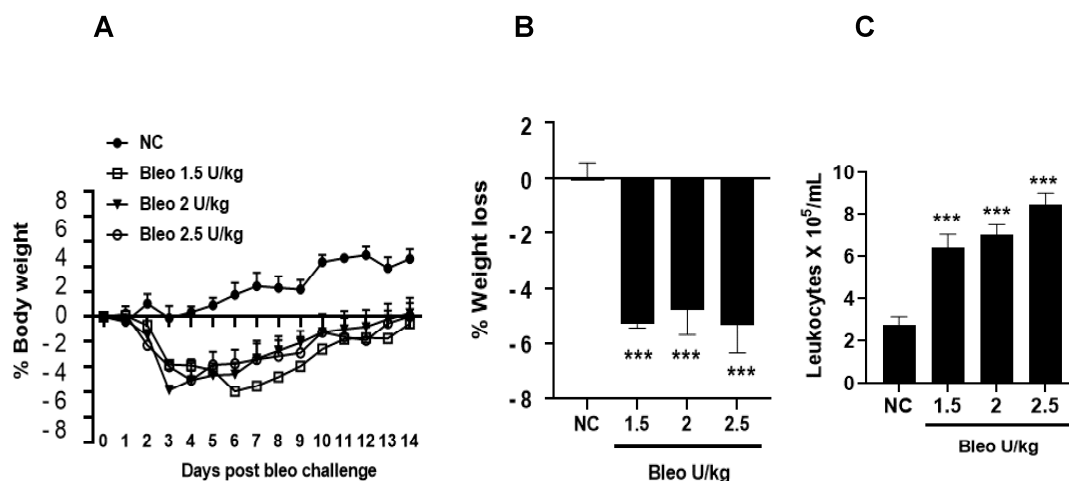 A
B
C
NC
Bleo 1.5 U/kg
Bleo 2 U/kg
Bleo 2.5 U/kg
% Body weight
8
6
4
2
0
-2
-4
-6
-8
0 1 2 3 4 5 6 7 8 9 10 11 12 13 14
Days post bleo challenge
% Weight loss
2
0
-2
-4
-6
-8
*** *** ***
NC 1.5 2 2.5
Bleo U/kg
Leukocytes X 10⁵/mL
10
8
6
4
2
0
*** *** ***
NC 1.5 2 2.5
Bleo U/kg